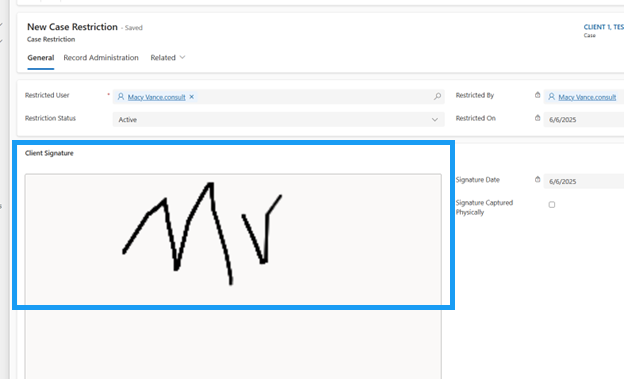 New Case Restriction - Saved
Case Restriction
CLIENT 1, TES
Case
General Record Administration Related
Restricted User * Macy Vance.consult ×
Restricted By Macy Vance.consult
Restriction Status Active
Restricted On 6/6/2025
Client Signature
MV
Signature Date 6/6/2025
Signature Captured
Physically